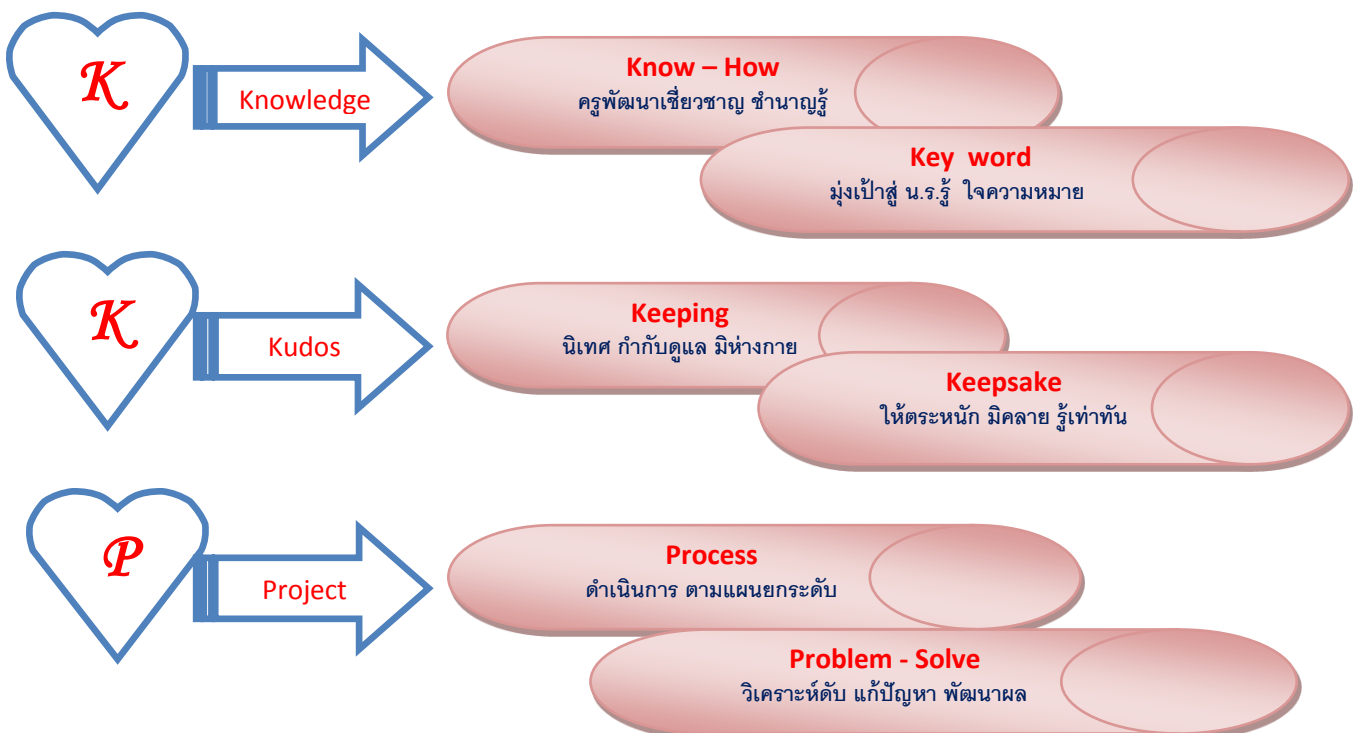 K
Knowledge
Know – How
ครูพัฒนาเชี่ยวชาญ ชำนาญรู้
Key word
มุ่งเป้าสู่ น.ร.รู้ ใจความหมาย
K
Kudos
Keeping
นิเทศ กำกับดูแล มิห่างกาย
Keepsake
ให้ตระหนัก มิคลาย รู้เท่าทัน
P
Project
Process
ดำเนินการ ตามแผนยกระดับ
Problem - Solve
วิเคราะห์ดับ แก้ปัญหา พัฒนาผล